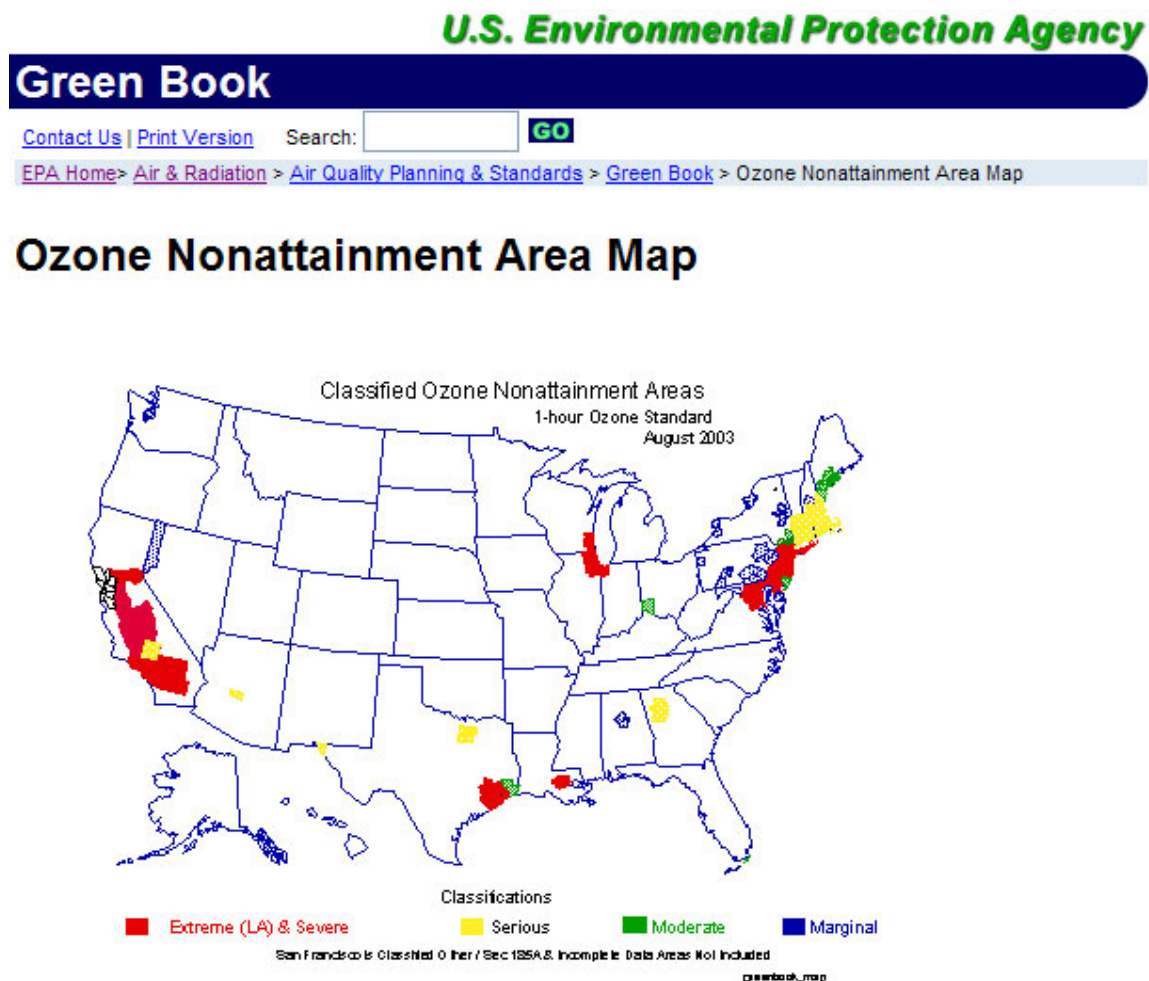 U.S. Environmental Protection Agency
Green Book
Contact Us | Print Version Search: GO
EPA Home> Air & Radiation > Air Quality Planning & Standards > Green Book > Ozone Nonattainment Area Map
Ozone Nonattainment Area Map
Classified Ozone Nonattainment Areas
1-hour Ozone Standard
August 2003
Classifications
Extreme (LA) & Severe Serious Moderate Marginal
San Francisco is Classified Other / Sec 185A & Incomplete Data Areas Not Included
greenbook_map